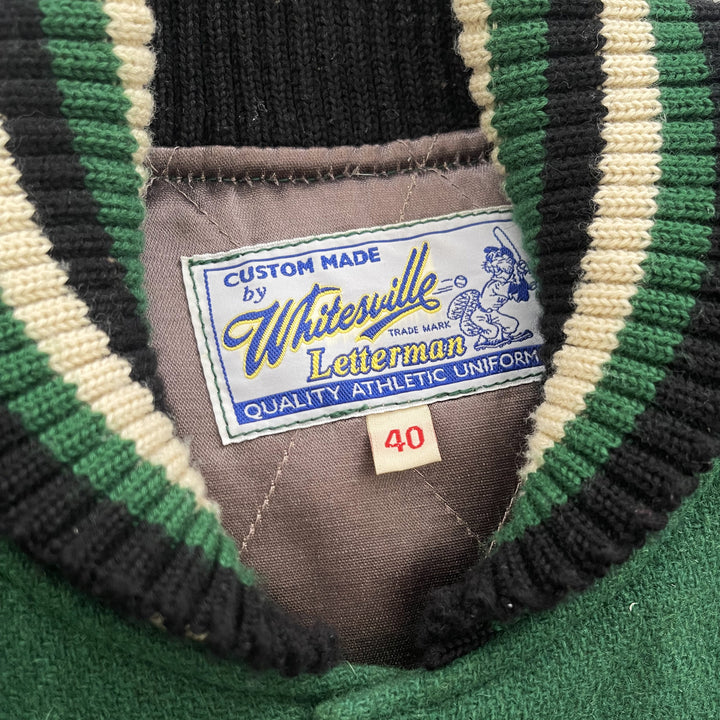 CUSTOM MADE
by
Whitesville
TRADE MARK
Letterman
QUALITY ATHLETIC UNIFORM
40